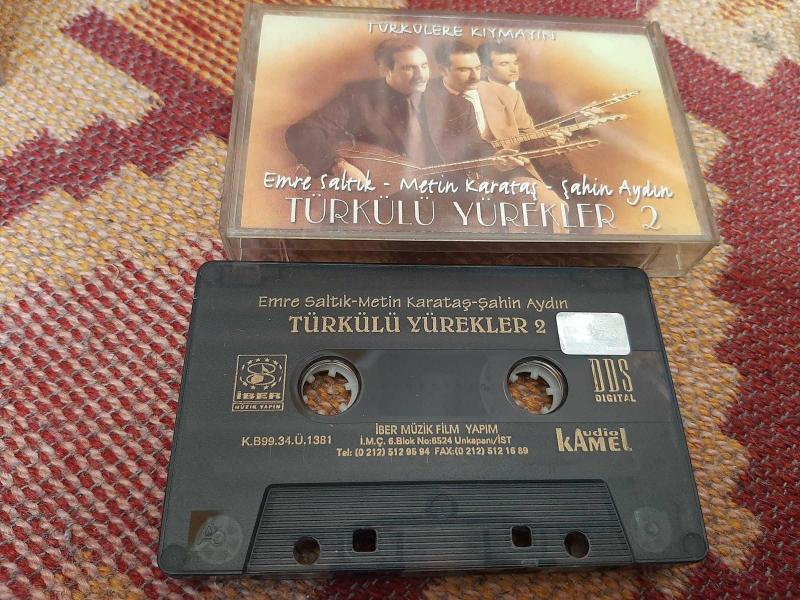 TÜRKÜLERE KIYMAYIN
Emre Saltık - Metin Karataş - Şahin Aydın
TÜRKÜLÜ YÜREKLER 2
Emre Saltık-Metin Karataş-Şahin Aydın
TÜRKÜLÜ YÜREKLER 2
İBER
MÜZİK YAPIM
DDS
DIGITAL
K.B99.34.Ü.1381
İBER MÜZİK FİLM YAPIM
İ.M.Ç. 6.Blok No:6524 Unkapanı/İST
Tel: (0 212) 512 95 94 FAX:(0 212) 512 16 89
Audio
KAMEL